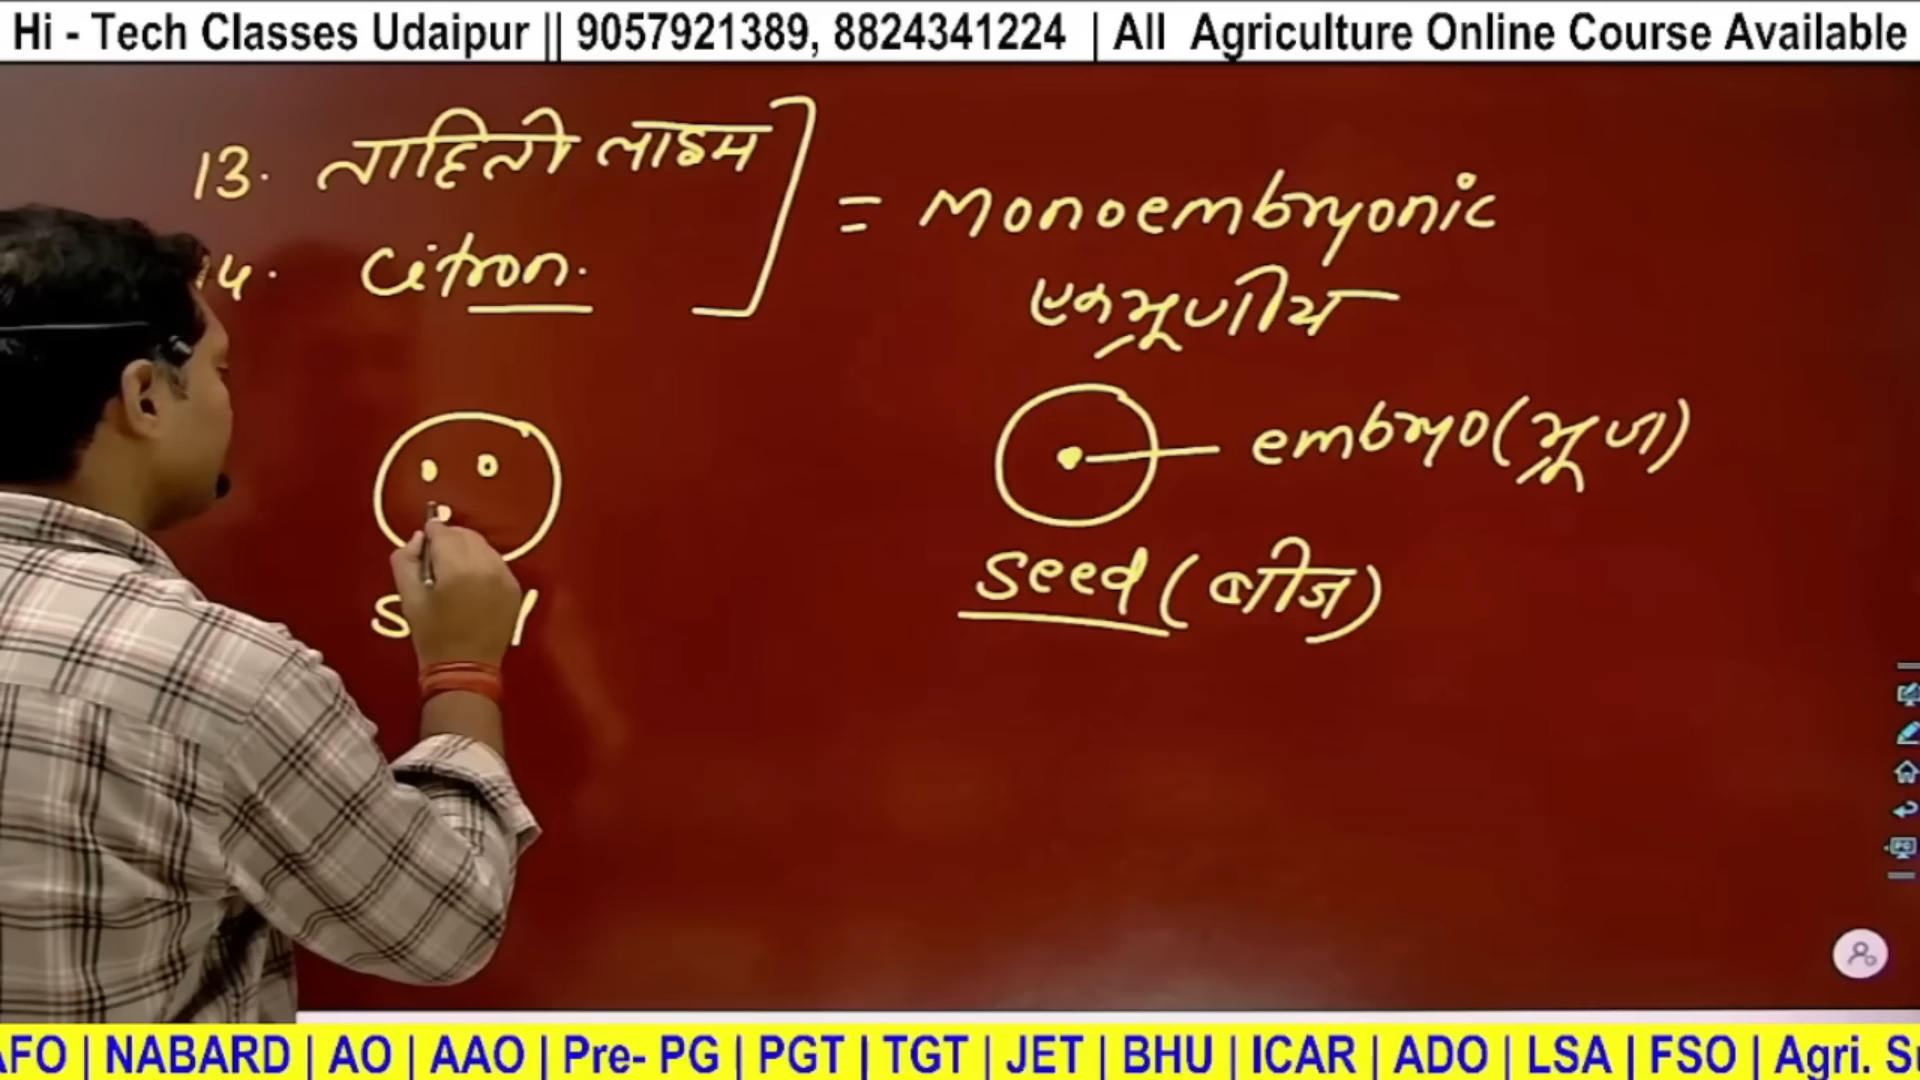 Hi - Tech Classes Udaipur || 9057921389, 8824341224 | All Agriculture Online Course Available
13. ताहिती लाइम
14. Citron.
= Monoembryonic
एकभ्रूणीय
embryo (भ्रूण)
seed (बीज)
AFO | NABARD | AO | AAO | Pre- PG | PGT | TGT | JET | BHU | ICAR | ADO | LSA | FSO | Agri.